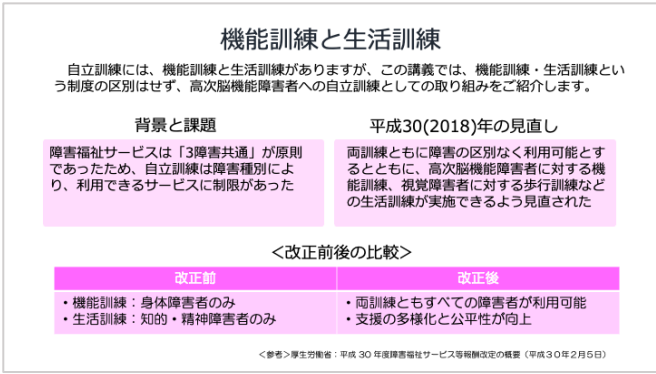 機能訓練と生活訓練
自立訓練には、機能訓練と生活訓練がありますが、この講義では、機能訓練・生活訓練とい
う制度の区別はせず、高次脳機能障害者への自立訓練としての取り組みをご紹介します。
背景と課題
障害福祉サービスは「3障害共通」が原則
であったため、自立訓練は障害種別によ
り、利用できるサービスに制限があった
平成30(2018)年の見直し
両訓練ともに障害の区別なく利用可能とす
るとともに、高次脳機能障害者に対する機
能訓練、視覚障害者に対する歩行訓練など
の生活訓練が実施できるよう見直された
＜改正前後の比較＞
改正前
改正後
・機能訓練：身体障害者のみ
・生活訓練：知的・精神障害者のみ
・両訓練ともすべての障害者が利用可能
・支援の多様化と公平性が向上
＜参考＞厚生労働省：平成 30 年度障害福祉サービス等報酬改定の概要（平成３０年２月５日）